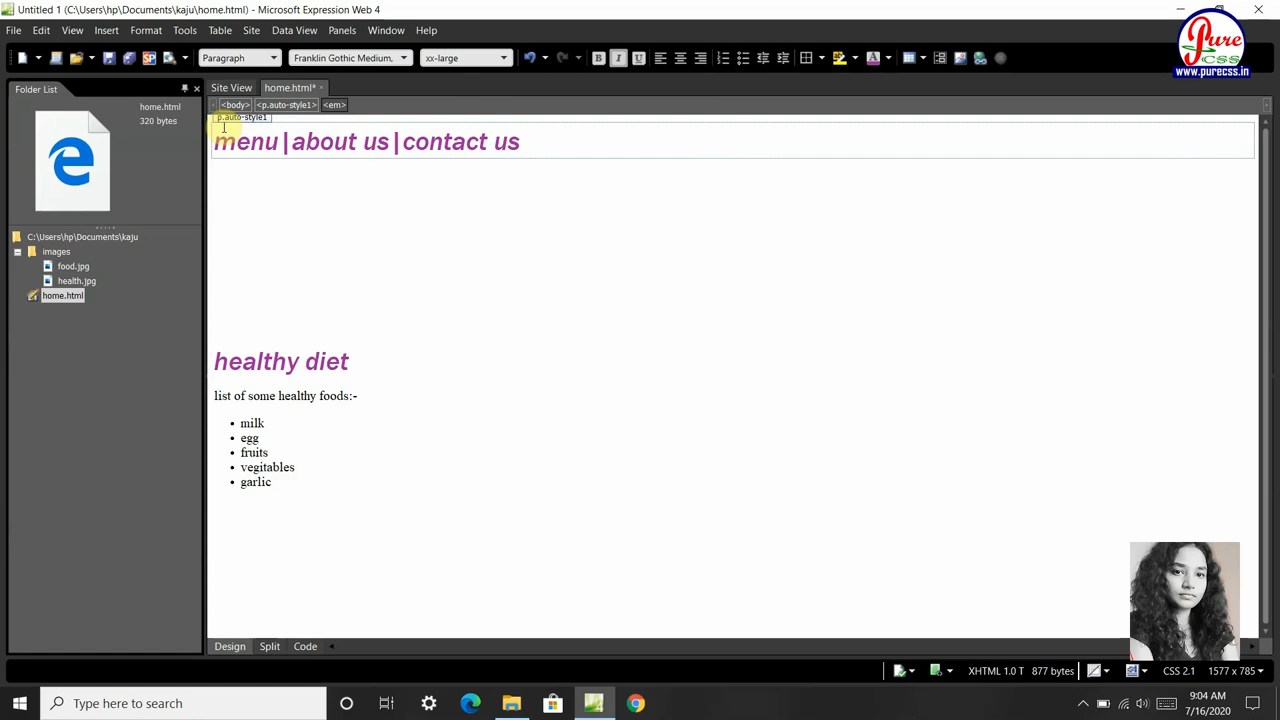 Untitled 1 (C:\Users\hp\Documents\kaju\home.html) - Microsoft Expression Web 4
File Edit View Insert Format Tools Table Site Data View Panels Window Help
Paragraph Franklin Gothic Medium, xx-large B I U A
Pure
CSS
www.purecss.in
Folder List
Site View home.html*
<body> <p.auto-style1> <em>
home.html
320 bytes
p.auto-style1
menu|about us|contact us
C:\Users\hp\Documents\kaju
images
food.jpg
health.jpg
home.html
healthy diet
list of some healthy foods:-
• milk
• egg
• fruits
• vegitables
• garlic
Design Split Code
XHTML 1.0 T 877 bytes CSS 2.1 1577 x 785
Type here to search
9:04 AM
7/16/2020